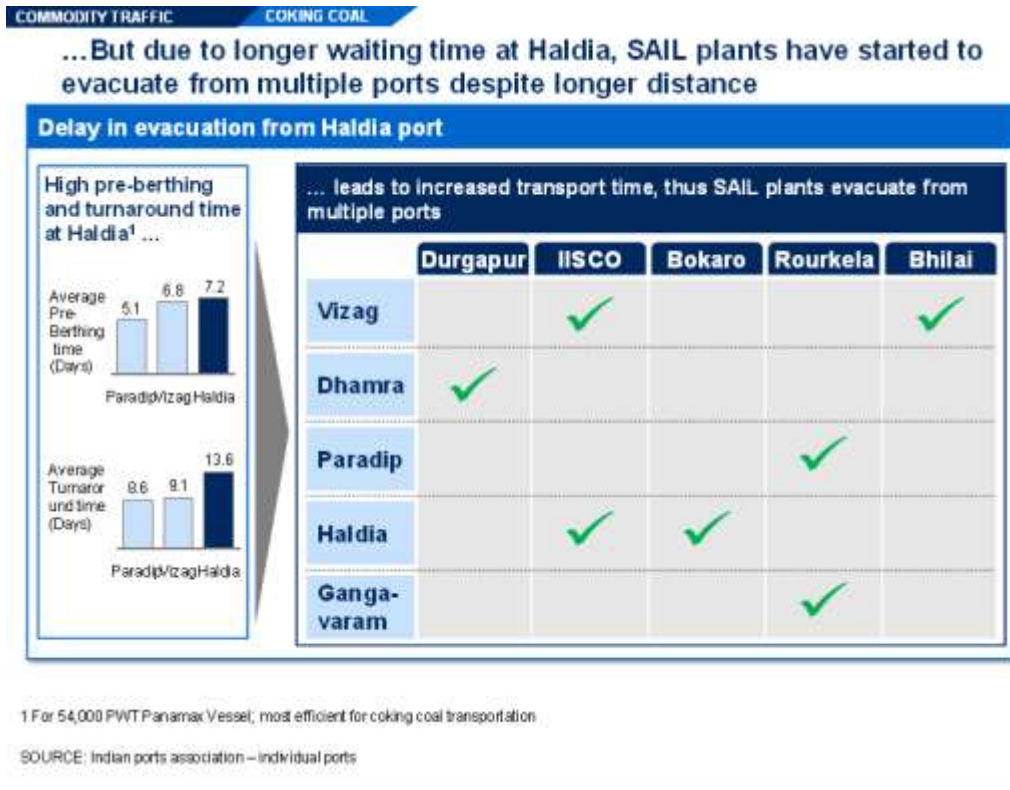 COMMODITY TRAFFIC
COKING COAL
...But due to longer waiting time at Haldia, SAIL plants have started to
evacuate from multiple ports despite longer distance
Delay in evacuation from Haldia port
High pre-berthing
and turnaround time
at Haldia¹ ...
Average
Pre-
Berthing
time
(Days)
5.1
6.8
7.2
Paradip Vizag Haldia
Average
Turnaror
und time
(Days)
8.6
9.1
13.6
Paradip Vizag Haldia
... leads to increased transport time, thus SAIL plants evacuate from
multiple ports
Durgapur IISCO Bokaro Rourkela Bhilai
Vizag
Dhamra
Paradip
Haldia
Ganga-
varam
1 For 54,000 PWT Panamax Vessel; most efficient for coking coal transportation
SOURCE: Indian ports association – individual ports